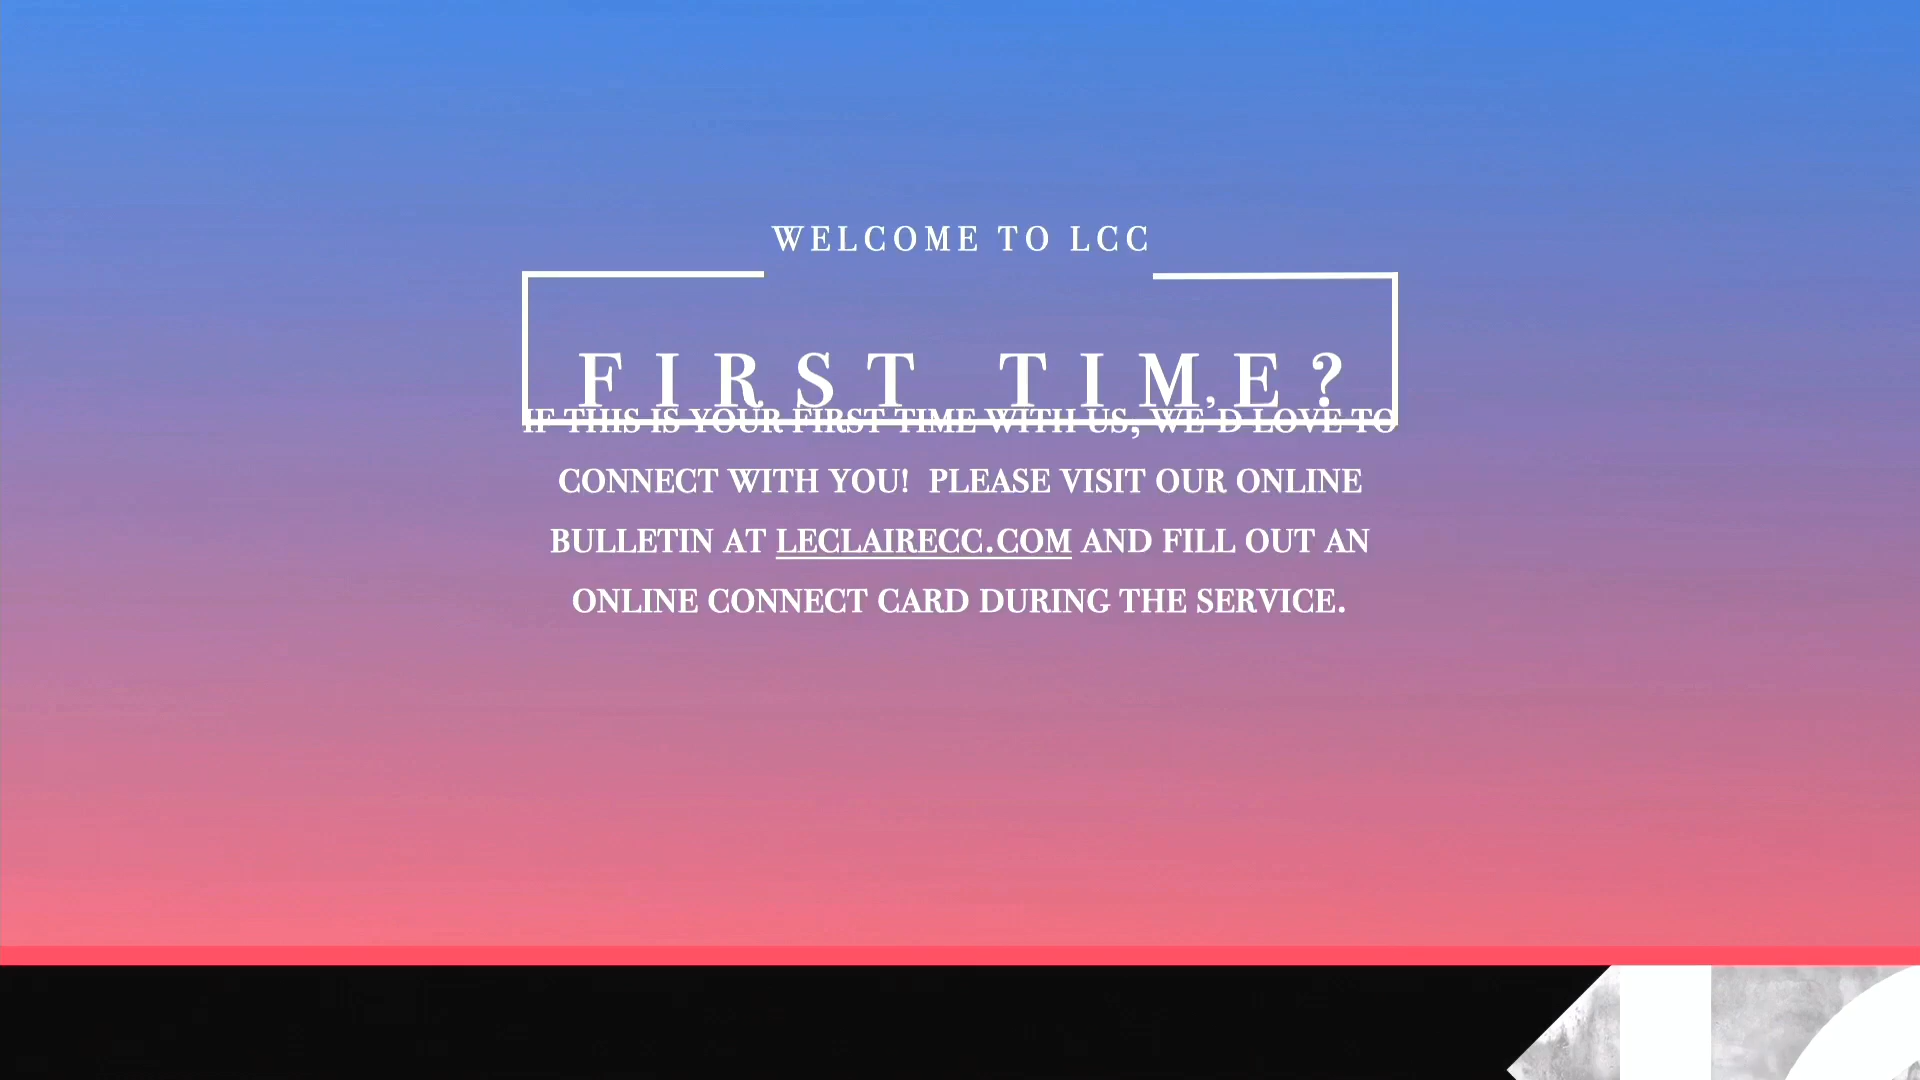 WELCOME TO LCC
FIRST TIME?
IF THIS IS YOUR FIRST TIME WITH US, WE'D LOVE TO
CONNECT WITH YOU! PLEASE VISIT OUR ONLINE
BULLETIN AT LECLAIRECC.COM AND FILL OUT AN
ONLINE CONNECT CARD DURING THE SERVICE.